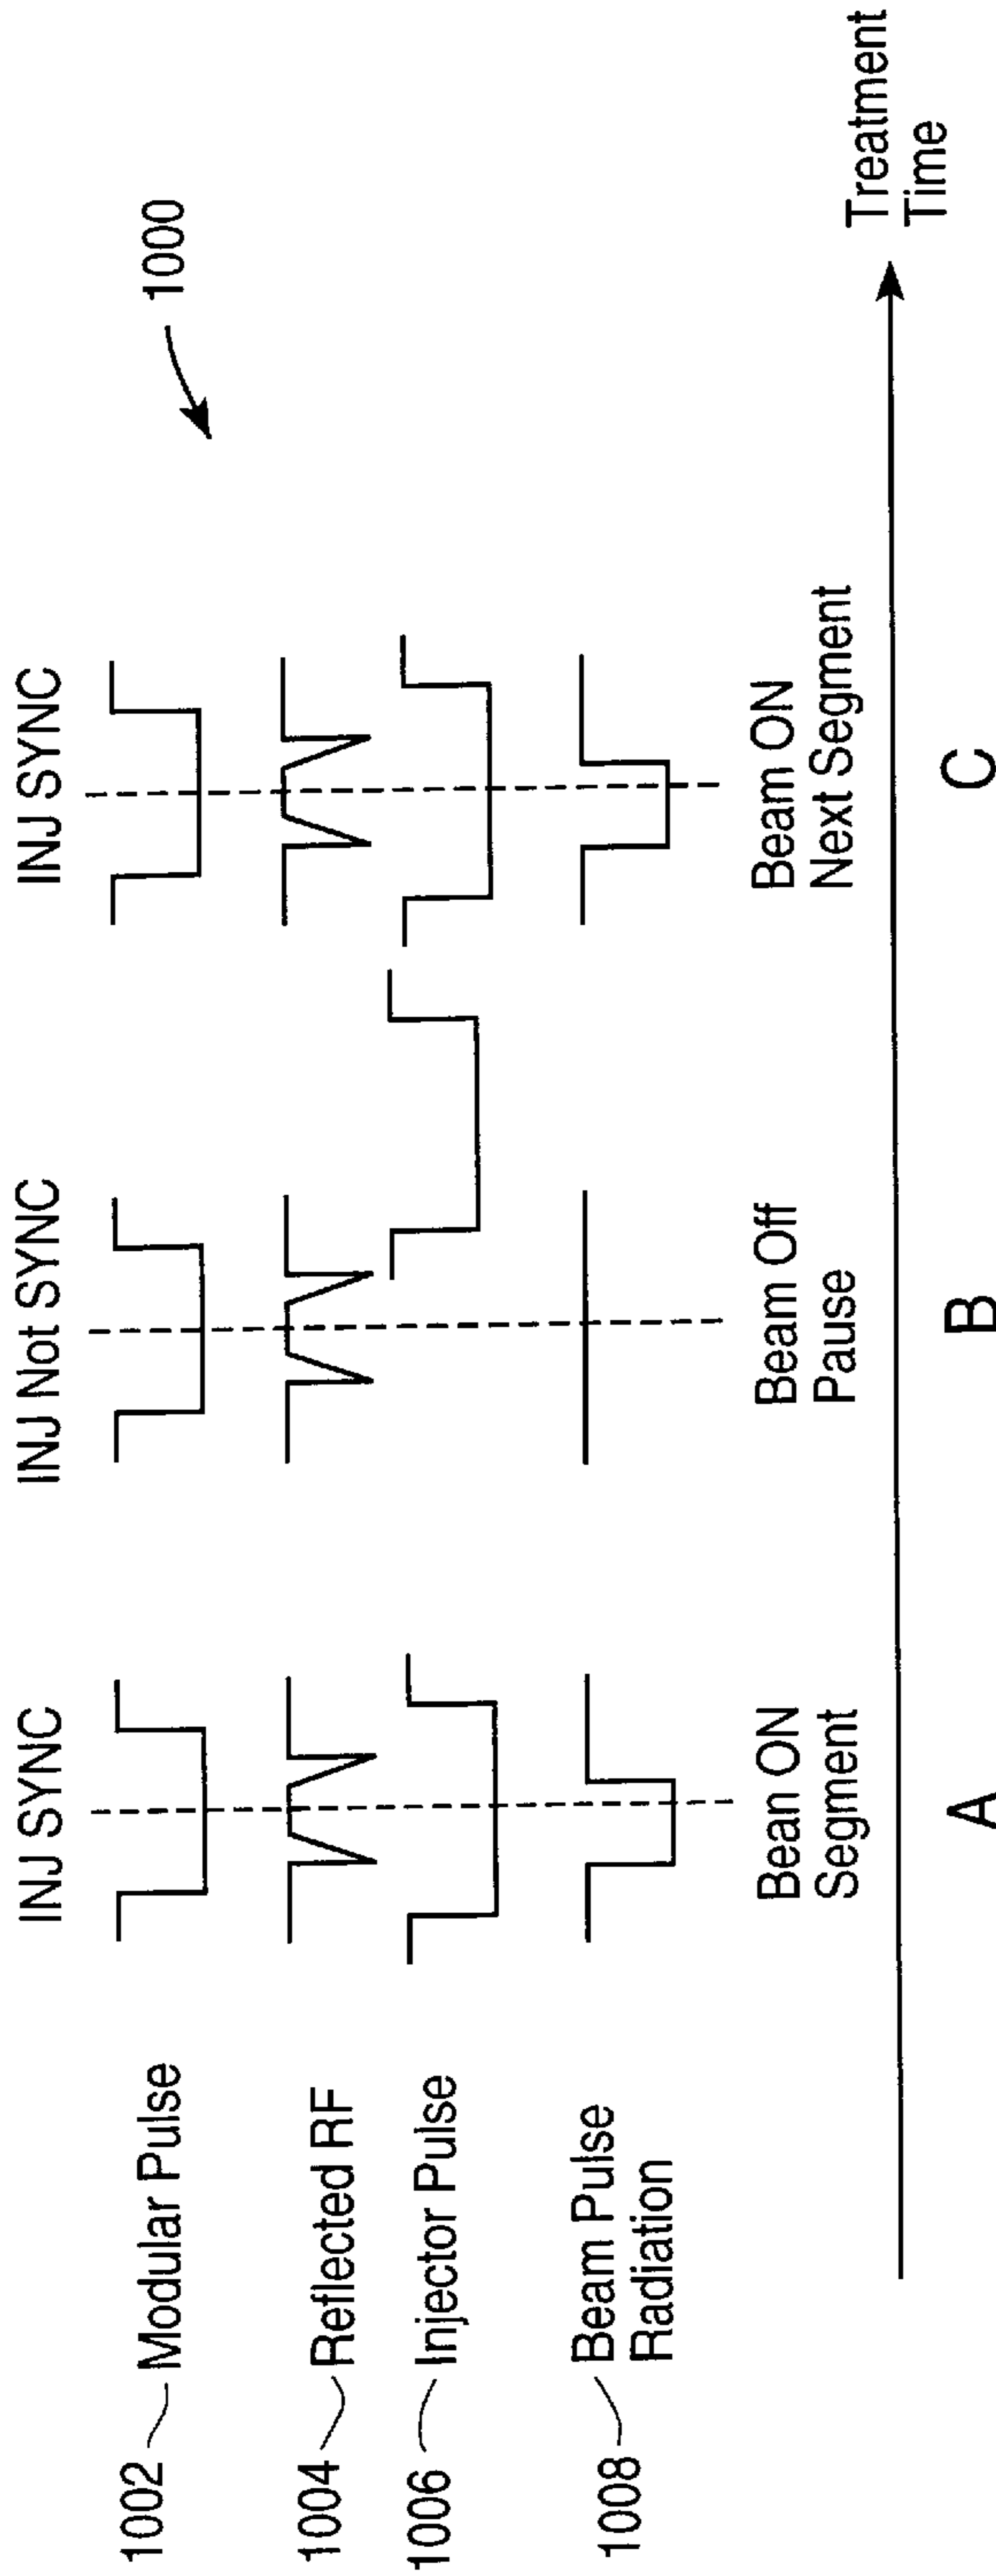 1000
INJ SYNC
INJ Not SYNC
INJ SYNC
1002
Modular Pulse
1004
Reflected RF
1006
Injector Pulse
1008
Beam Pulse
Radiation
Bean ON
Segment
Beam Off
Pause
Beam ON
Next Segment
Treatment
Time
A
B
C